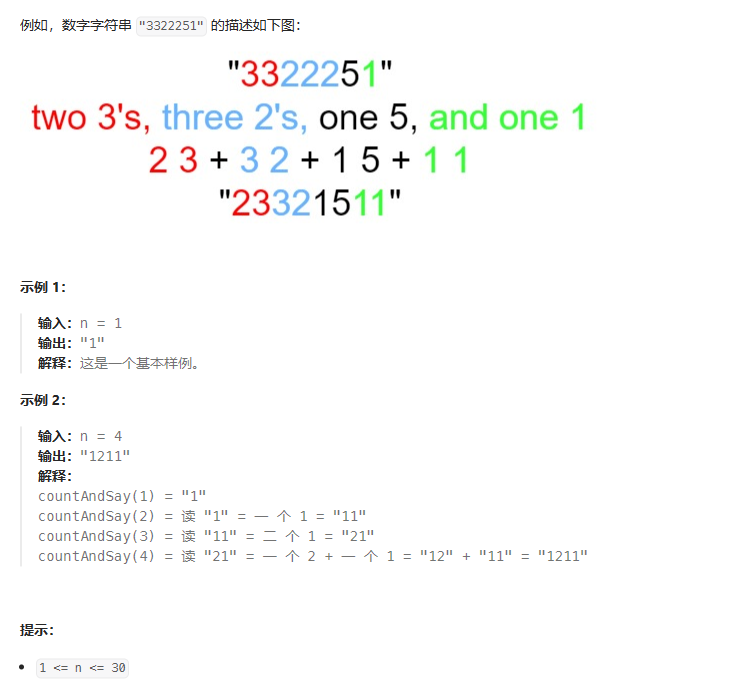 例如，数字字符串 "3322251" 的描述如下图：
"3322251"
two 3's, three 2's, one 5, and one 1
2 3 + 3 2 + 1 5 + 1 1
"23321511"
示例 1：
输入：n = 1
输出："1"
解释：这是一个基本样例。
示例 2：
输入：n = 4
输出："1211"
解释：
countAndSay(1) = "1"
countAndSay(2) = 读 "1" = 一 个 1 = "11"
countAndSay(3) = 读 "11" = 二 个 1 = "21"
countAndSay(4) = 读 "21" = 一 个 2 + 一 个 1 = "12" + "11" = "1211"
提示：
• 1 <= n <= 30